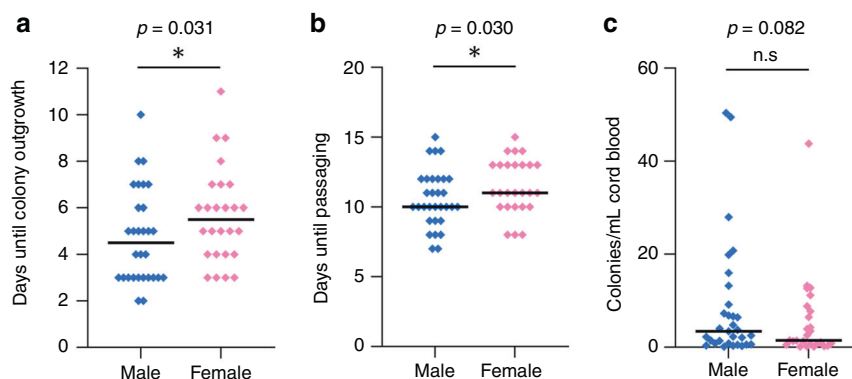 a
p = 0.031
*
Days until colony outgrowth
12
10
8
6
4
2
0
Male
Female
b
p = 0.030
*
Days until passaging
20
15
10
5
0
Male
Female
c
p = 0.082
n.s
Colonies/mL cord blood
60
40
20
0
Male
Female